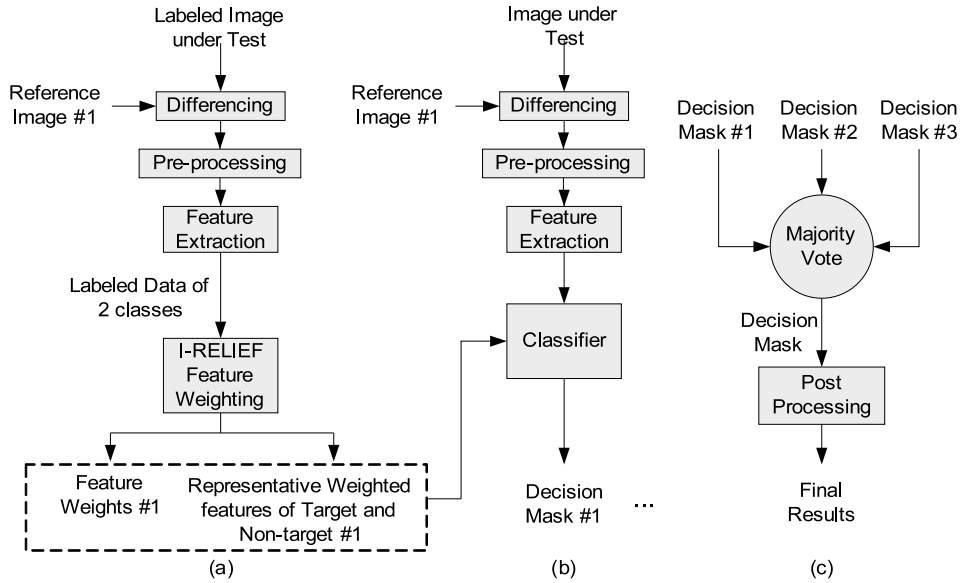 Labeled Image
under Test
Reference
Image #1
Differencing
Pre-processing
Feature
Extraction
Labeled Data of
2 classes
I-RELIEF
Feature
Weighting
Feature
Weights #1
Representative Weighted
features of Target and
Non-target #1
(a)
Image under
Test
Reference
Image #1
Differencing
Pre-processing
Feature
Extraction
Classifier
Decision
Mask #1
...
(b)
Decision
Mask #1
Decision
Mask #2
Decision
Mask #3
Majority
Vote
Decision
Mask
Post
Processing
Final
Results
(c)